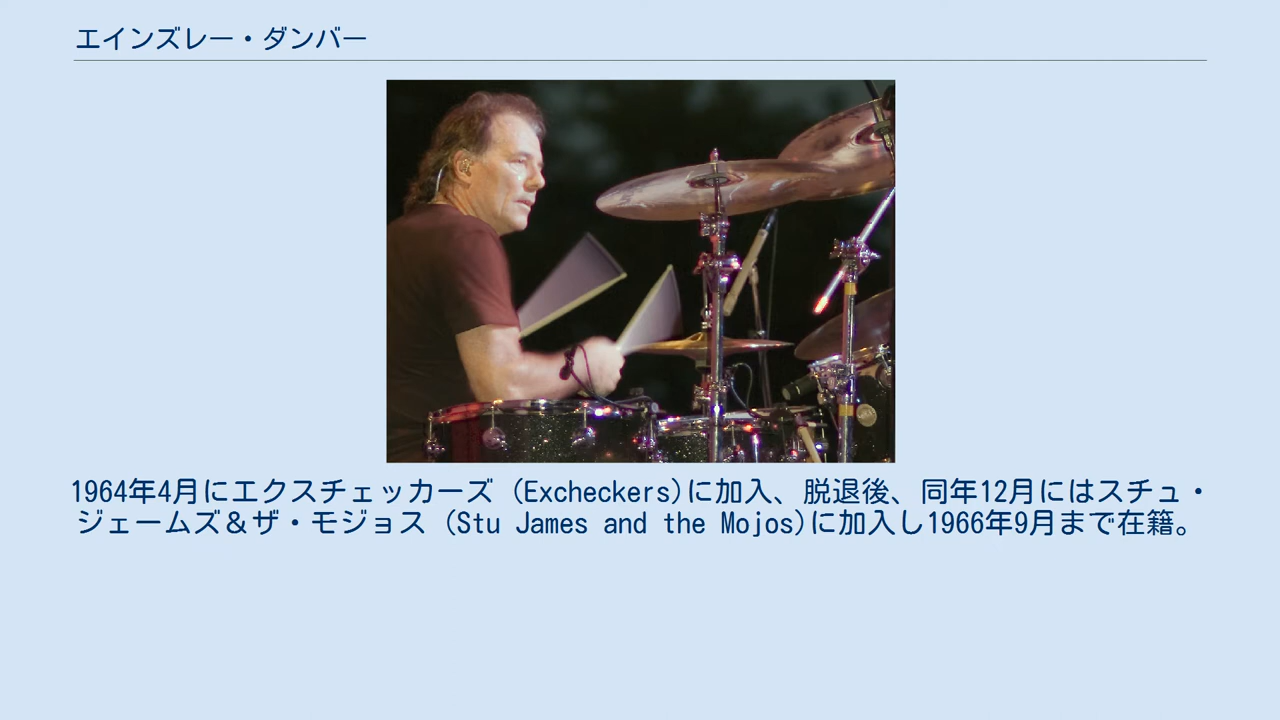 エインズレー・ダンバー
1964年4月にエクスチェッカーズ (Excheckers)に加入、脱退後、同年12月にはスチュ・
ジェームズ＆ザ・モジョス (Stu James and the Mojos)に加入し1966年9月まで在籍。